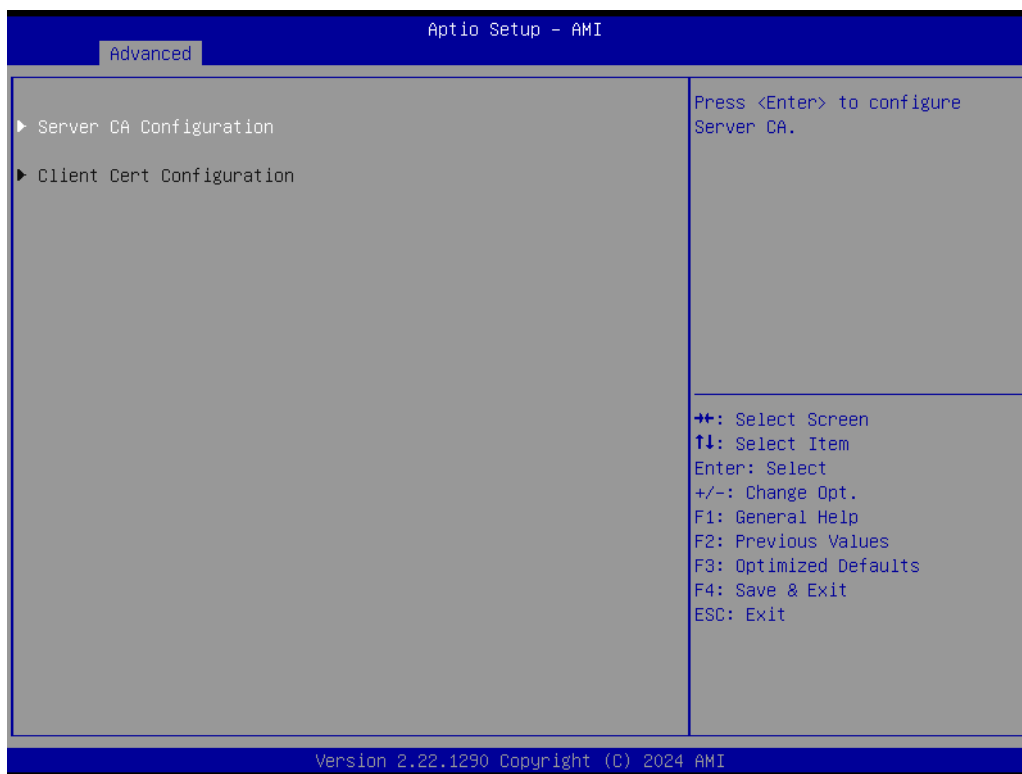 Aptio Setup - AMI
Advanced
▶ Server CA Configuration
▶ Client Cert Configuration
Press <Enter> to configure
Server CA.
→←: Select Screen
↑↓: Select Item
Enter: Select
+/-: Change Opt.
F1: General Help
F2: Previous Values
F3: Optimized Defaults
F4: Save & Exit
ESC: Exit
Version 2.22.1290 Copyright (C) 2024 AMI